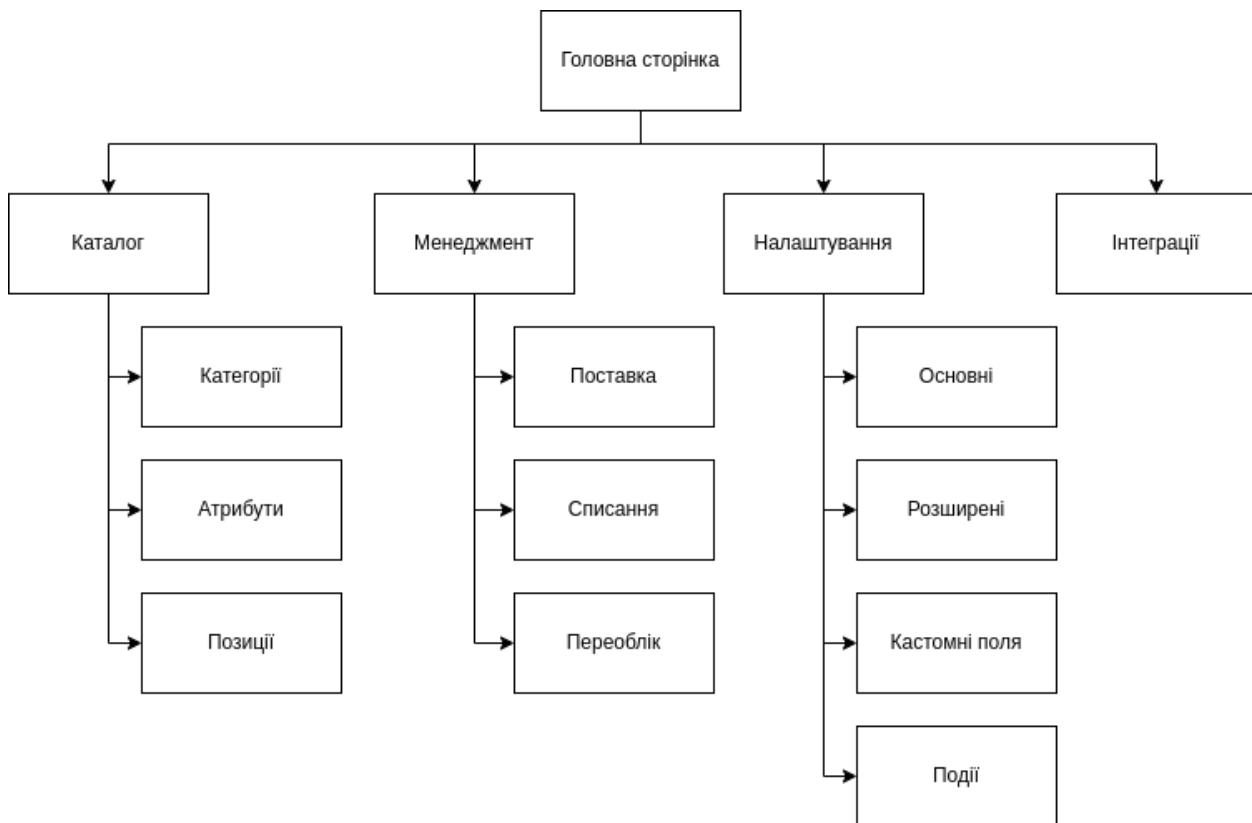 Головна сторінка
Каталог
Менеджмент
Налаштування
Інтеграції
Категорії
Поставка
Основні
Атрибути
Списання
Розширені
Позиції
Переоблік
Кастомні поля
Події